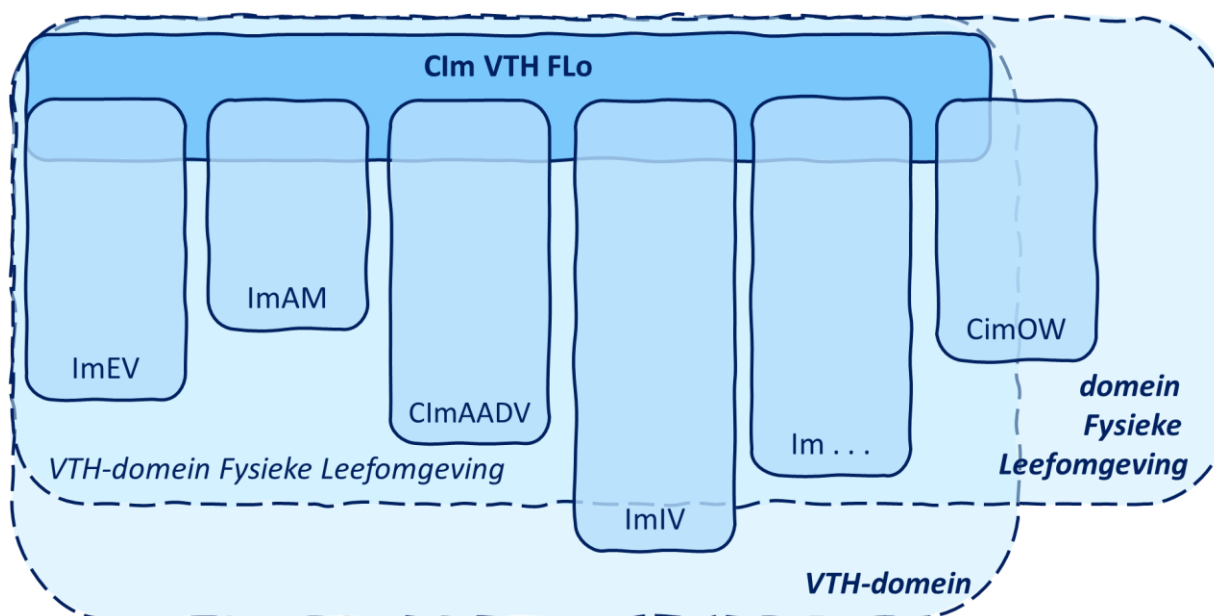 CIm VTH FLo
ImEV
ImAM
CImAADV
ImIV
Im . . .
CimOW
VTH-domein Fysieke Leefomgeving
domein
Fysieke
Leefomgeving
VTH-domein